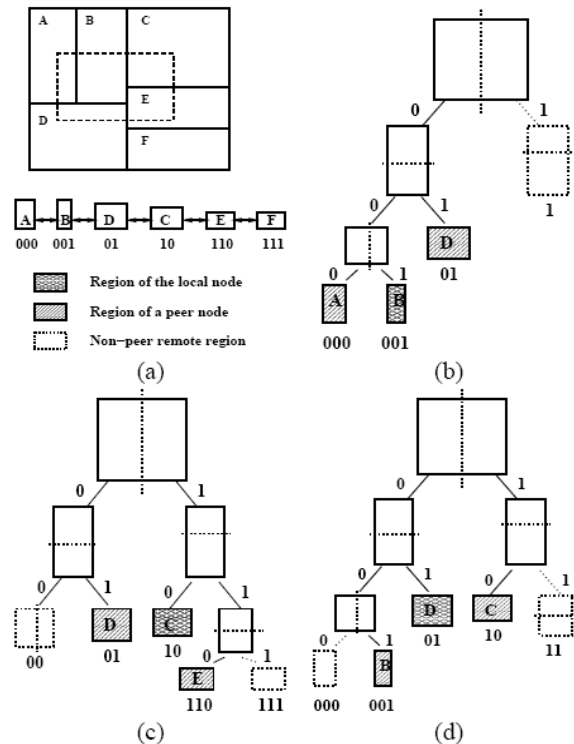 A B C
E
D
F
A B D C E F
000 001 01 10 110 111
Region of the local node
Region of a peer node
Non-peer remote region
(a)
0 1
0 1
1
D
0 1 01
A B
000 001
(b)
0 1
0 1 0 1
D C
00 01 10 0 1
E
110 111
(c)
0 1
0 1 0 1
D C
0 1 01 10 11
B
000 001
(d)